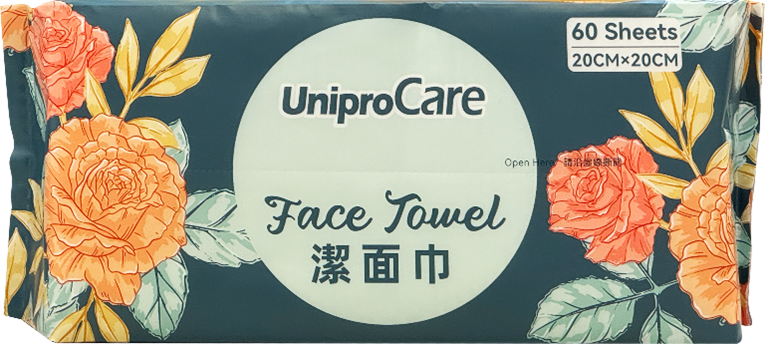 60 Sheets
20CM×20CM
UniproCare
Open Here
Face Towel
潔面巾